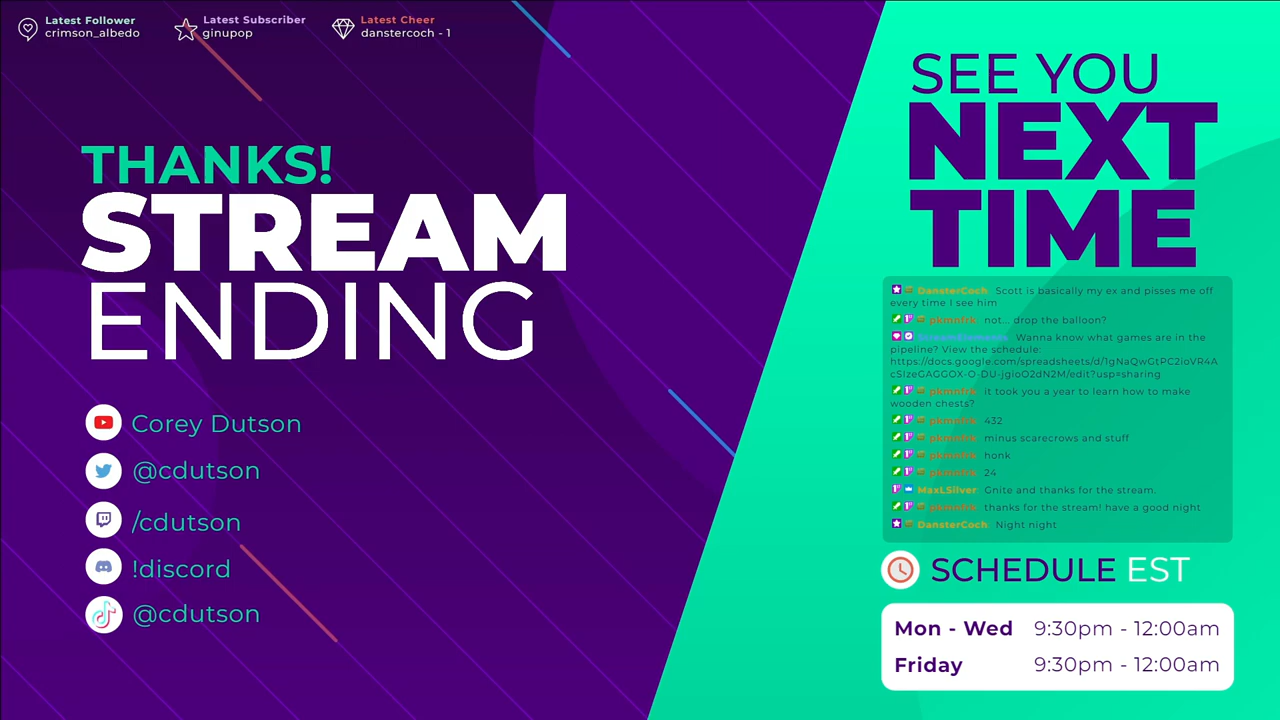 Latest Follower
crimson_albedo
Latest Subscriber
ginupop
Latest Cheer
danstercoch - 1
THANKS!
STREAM
ENDING
Corey Dutson
@cdutson
/cdutson
!discord
@cdutson
SEE YOU
NEXT
TIME
DansterCoch: Scott is basically my ex and pisses me off
every time I see him
pkmnfrk: not... drop the balloon?
StreamElements: Wanna know what games are in the
pipeline? View the schedule:
https://docs.google.com/spreadsheets/d/1gNaQwGtPC2ioVR4A
cSIzeGAGGOX-O-DU-jgioO2dN2M/edit?usp=sharing
pkmnfrk: it took you a year to learn how to make
wooden chests?
pkmnfrk: 432
pkmnfrk: minus scarecrows and stuff
pkmnfrk: honk
pkmnfrk: 24
MaxLSilver: Gnite and thanks for the stream.
pkmnfrk: thanks for the stream! have a good night
DansterCoch: Night night
SCHEDULE EST
Mon - Wed 9:30pm - 12:00am
Friday 9:30pm - 12:00am